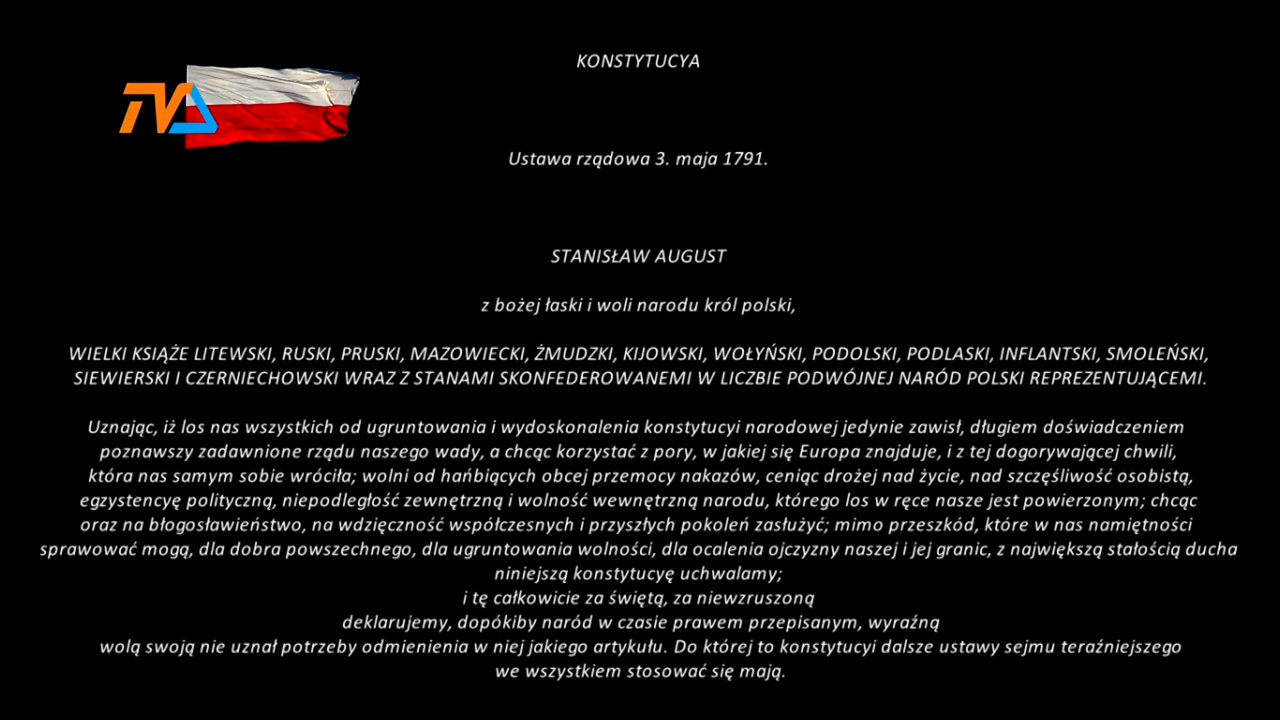 TVA
KONSTYTUCYA
Ustawa rządowa 3. maja 1791.
STANISŁAW AUGUST
z bożej łaski i woli narodu król polski,
WIELKI KSIĄŻE LITEWSKI, RUSKI, PRUSKI, MAZOWIECKI, ŻMUDZKI, KIJOWSKI, WOŁYŃSKI, PODOLSKI, PODLASKI, INFLANTSKI, SMOLEŃSKI,
SIEWIERSKI I CZERNIECHOWSKI WRAZ Z STANAMI SKONFEDEROWANEMI W LICZBIE PODWÓJNEJ NARÓD POLSKI REPREZENTUJĄCEMI.
Uznając, iż los nas wszystkich od ugruntowania i wydoskonalenia konstytucyi narodowej jedynie zawisł, długiem doświadczeniem
poznawszy zadawnione rządu naszego wady, a chcąc korzystać z pory, w jakiej się Europa znajduje, i z tej dogorywającej chwili,
która nas samym sobie wróciła; wolni od hańbiących obcej przemocy nakazów, ceniąc drożej nad życie, nad szczęśliwość osobistą,
egzystencyę polityczną, niepodległość zewnętrzną i wolność wewnętrzną narodu, którego los w ręce nasze jest powierzonym; chcąc
oraz na błogosławieństwo, na wdzięczność współczesnych i przyszłych pokoleń zasłużyć; mimo przeszkód, które w nas namiętności
sprawować mogą, dla dobra powszechnego, dla ugruntowania wolności, dla ocalenia ojczyzny naszej i jej granic, z największą stałością ducha
niniejszą konstytucyę uchwalamy;
i tę całkowicie za świętą, za niewzruszoną
deklarujemy, dopókiby naród w czasie prawem przepisanym, wyraźną
wolą swoją nie uznał potrzeby odmienienia w niej jakiego artykułu. Do której to konstytucyi dalsze ustawy sejmu teraźniejszego
we wszystkiem stosować się mają.